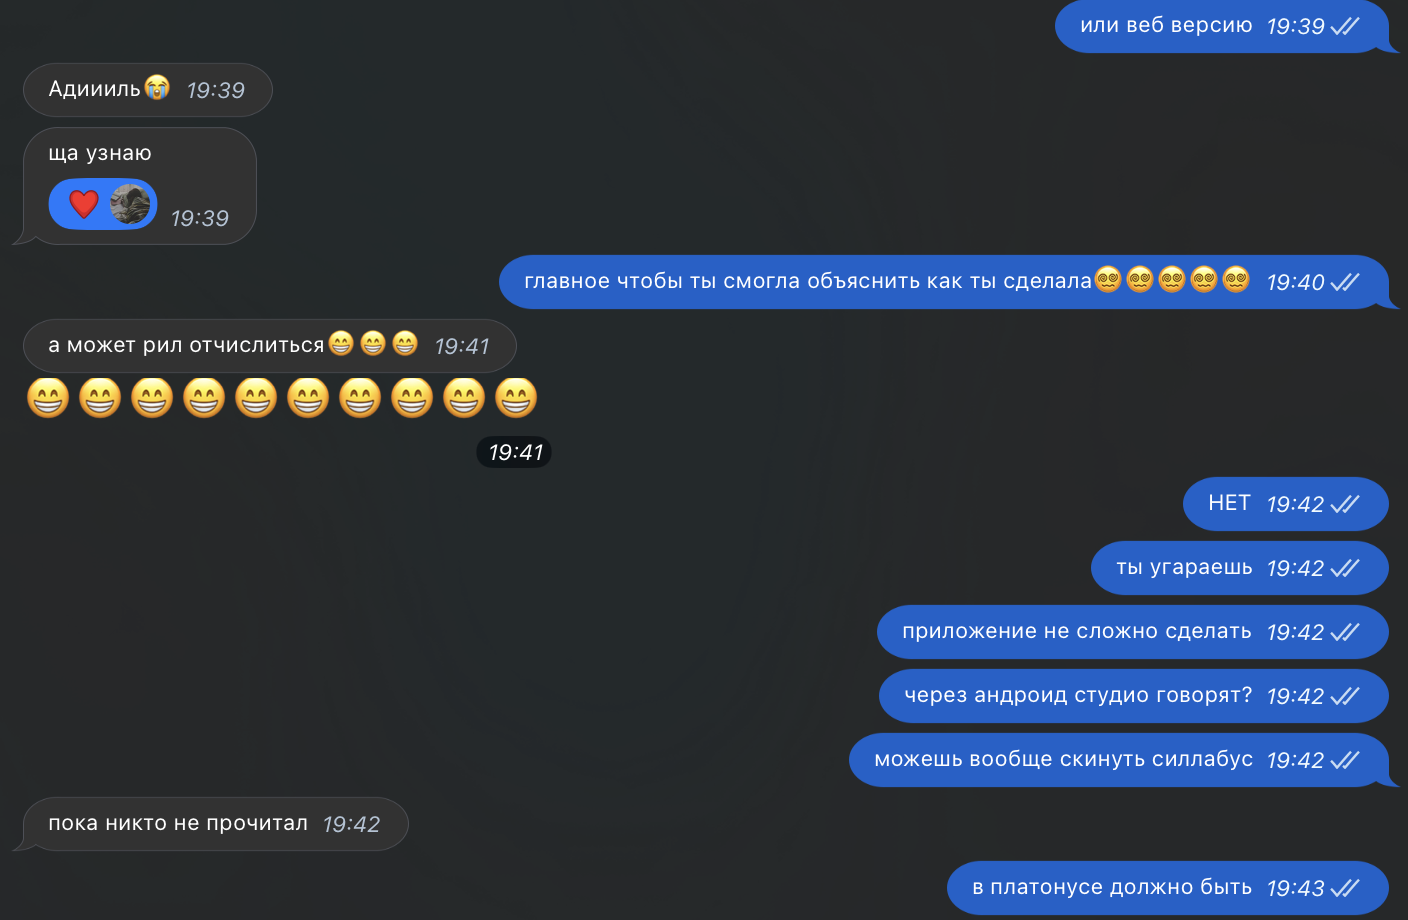 или веб версию 19:39
Адиииль😭 19:39
ща узнаю
❤️ 19:39
главное чтобы ты смогла объяснить как ты сделала😵‍💫😵‍💫😵‍💫😵‍💫😵‍💫 19:40
а может рил отчислиться😁😁😁 19:41
😁😁😁😁😁😁😁😁😁😁
19:41
НЕТ 19:42
ты угараешь 19:42
приложение не сложно сделать 19:42
через андроид студио говорят? 19:42
можешь вообще скинуть силлабус 19:42
пока никто не прочитал 19:42
в платонусе должно быть 19:43